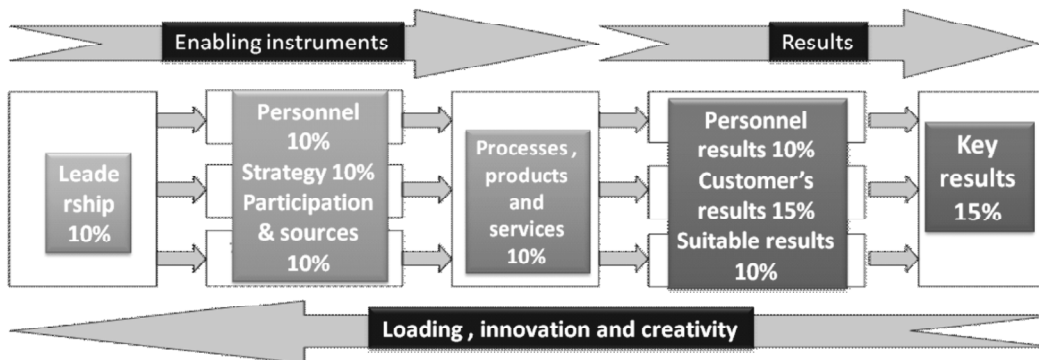 Enabling instruments
Results
Leade
rship
10%
Personnel
10%
Strategy 10%
Participation
& sources
10%
Processes ,
products
and
services
10%
Personnel
results 10%
Customer's
results 15%
Suitable results
10%
Key
results
15%
Loading , innovation and creativity